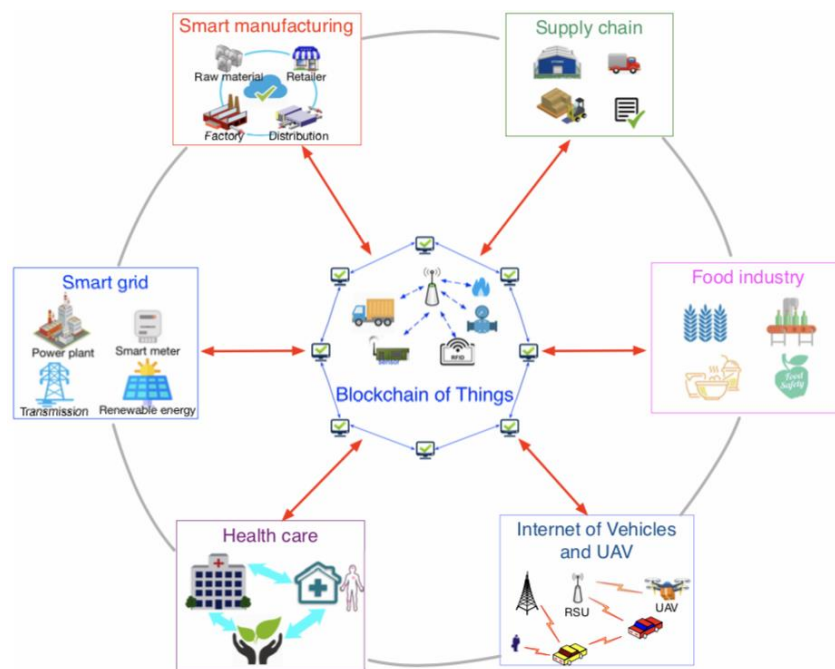 Smart manufacturing
Raw material
Retailer
Factory
Distribution
Supply chain
Smart grid
Power plant
Smart meter
Transmission
Renewable energy
sensor
RFID
Blockchain of Things
Food industry
Food
Safety
Health care
Internet of Vehicles
and UAV
RSU
UAV